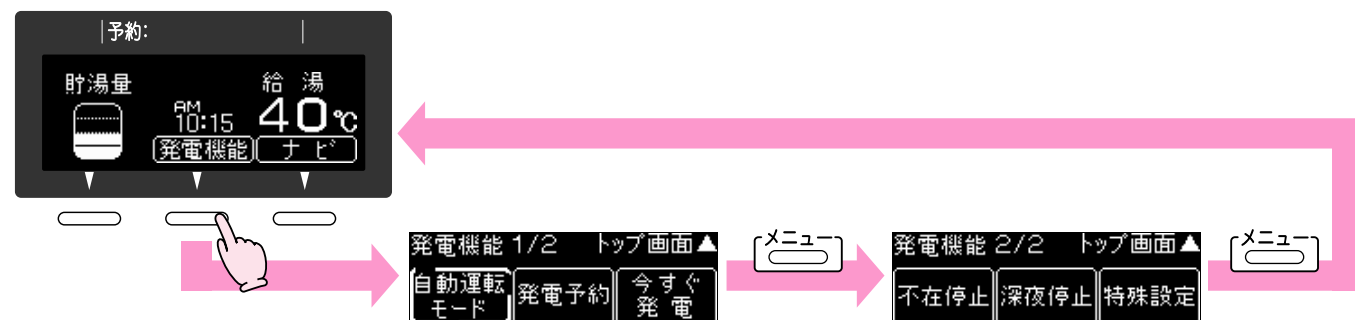 予約:
貯湯量
給湯
AM
10:15
40℃
発電機能
ナビ
発電機能 1/2 トップ画面▲
自動運転
モード
発電予約
今すぐ
発電
メニュー
発電機能 2/2 トップ画面▲
不在停止
深夜停止
特殊設定
メニュー